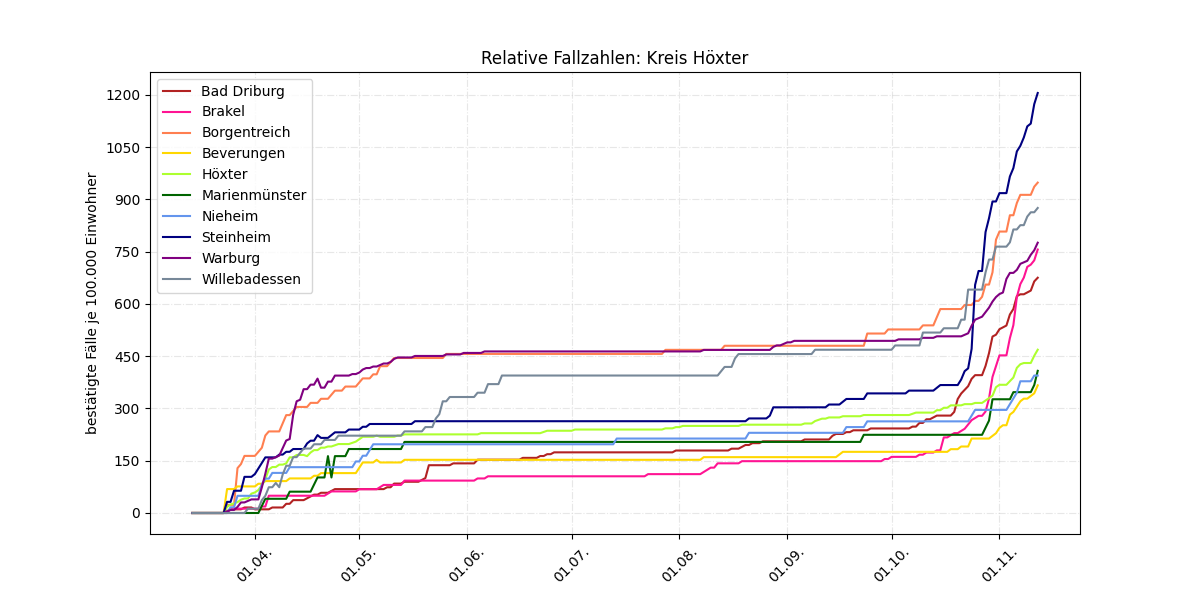 Relative Fallzahlen: Kreis Höxter
bestätigte Fälle je 100.000 Einwohner
1200
1050
900
750
600
450
300
150
0
Bad Driburg
Brakel
Borgentreich
Beverungen
Höxter
Marienmünster
Nieheim
Steinheim
Warburg
Willebadessen
01.04.
01.05.
01.06.
01.07.
01.08.
01.09.
01.10.
01.11.